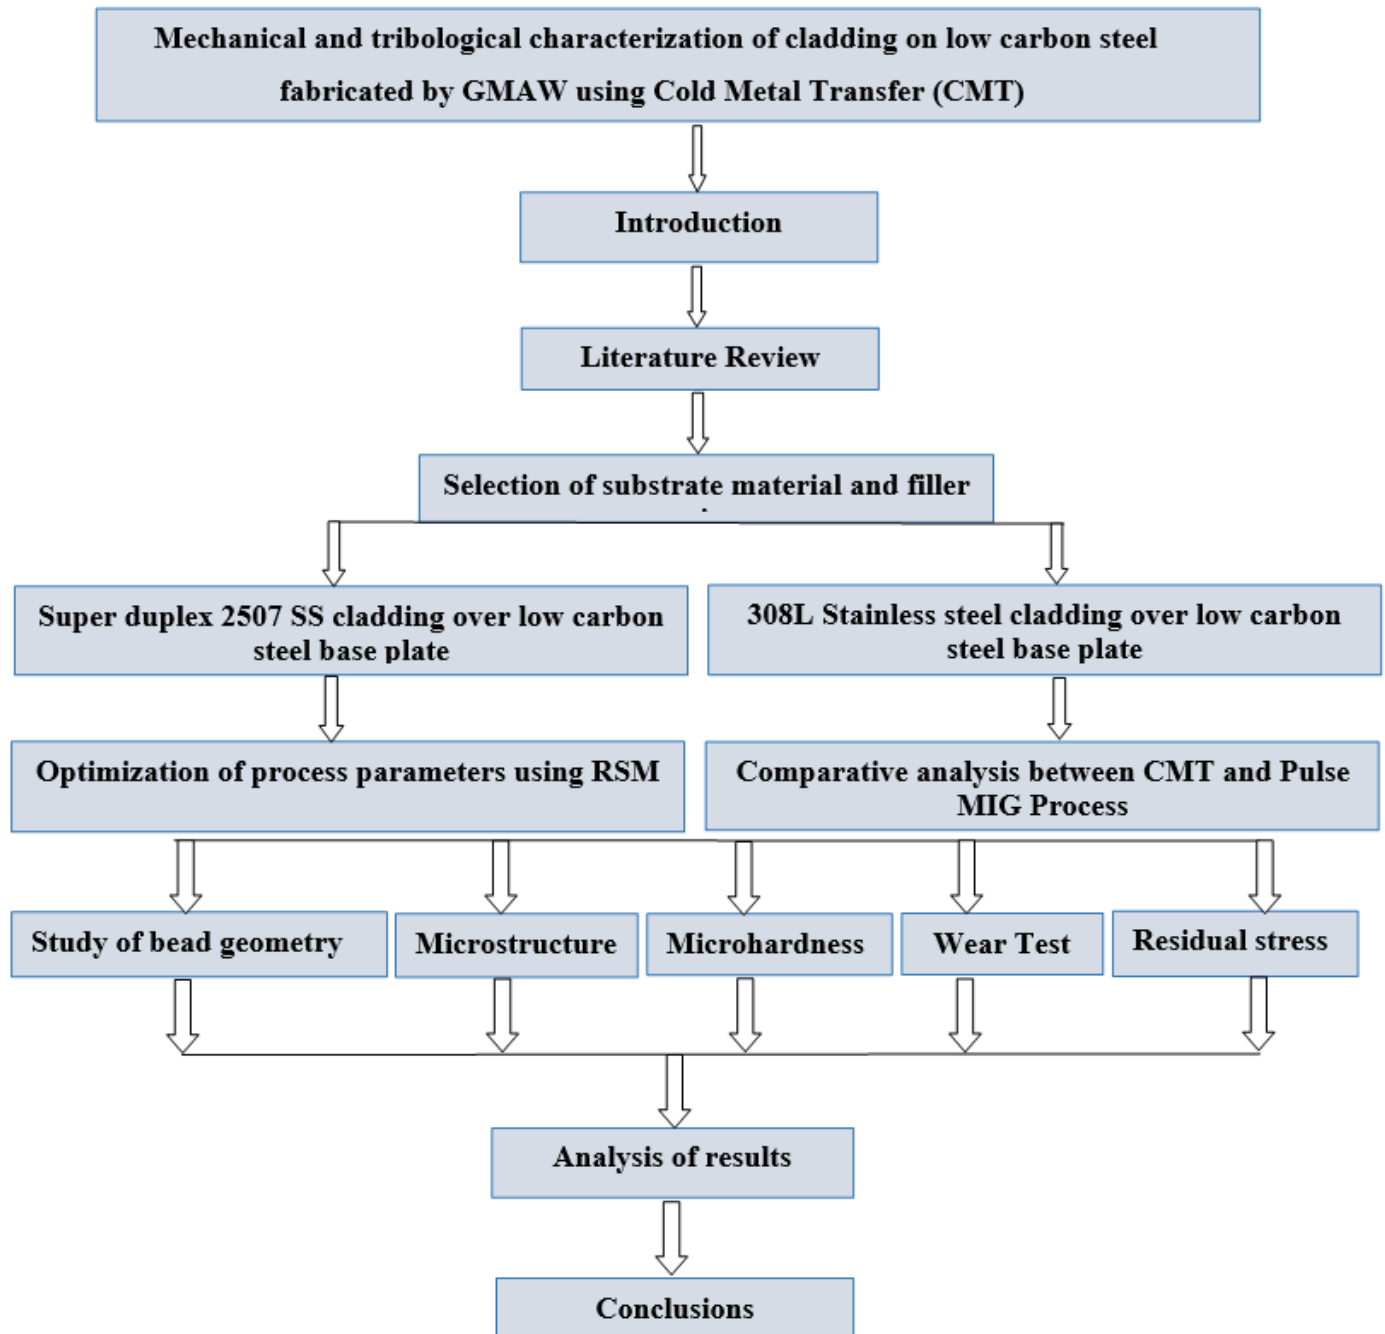 Mechanical and tribological characterization of cladding on low carbon steel
fabricated by GMAW using Cold Metal Transfer (CMT)
Introduction
Literature Review
Selection of substrate material and filler
Super duplex 2507 SS cladding over low carbon
steel base plate
308L Stainless steel cladding over low carbon
steel base plate
Optimization of process parameters using RSM
Comparative analysis between CMT and Pulse
MIG Process
Study of bead geometry
Microstructure
Microhardness
Wear Test
Residual stress
Analysis of results
Conclusions